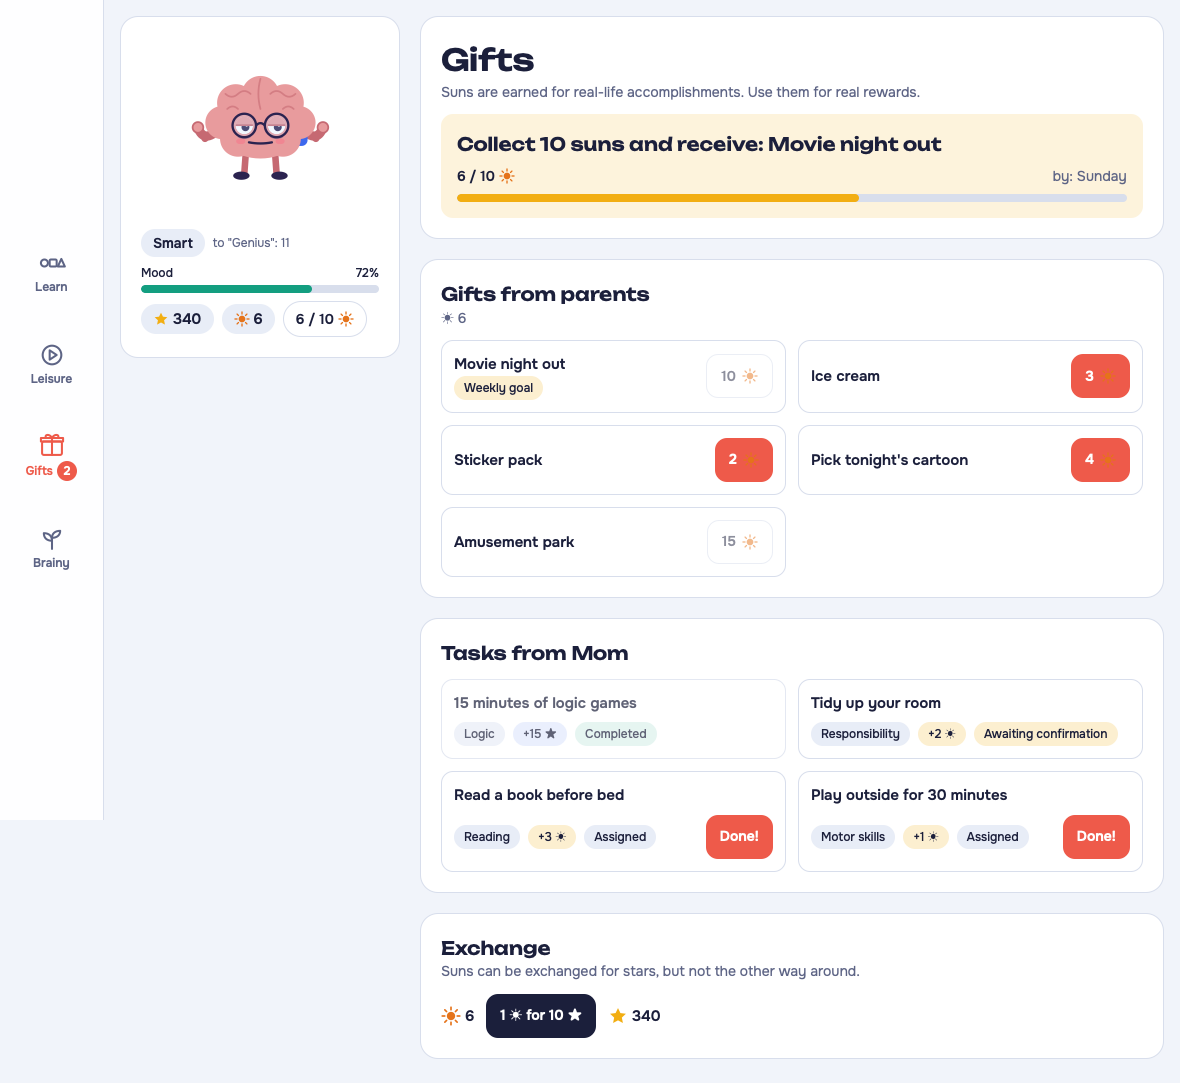 Learn
Leisure
Gifts 2
Brainy
Smart to "Genius": 11
Mood 72%
340 6 6 / 10
Gifts
Suns are earned for real-life accomplishments. Use them for real rewards.
Collect 10 suns and receive: Movie night out
6 / 10 by: Sunday
Gifts from parents
6
Movie night out
Weekly goal
10
Ice cream
3
Sticker pack
2
Pick tonight's cartoon
4
Amusement park
15
Tasks from Mom
15 minutes of logic games
Logic +15 Completed
Tidy up your room
Responsibility +2 Awaiting confirmation
Read a book before bed
Reading +3 Assigned Done!
Play outside for 30 minutes
Motor skills +1 Assigned Done!
Exchange
Suns can be exchanged for stars, but not the other way around.
6 1 ☀ for 10 ★ 340